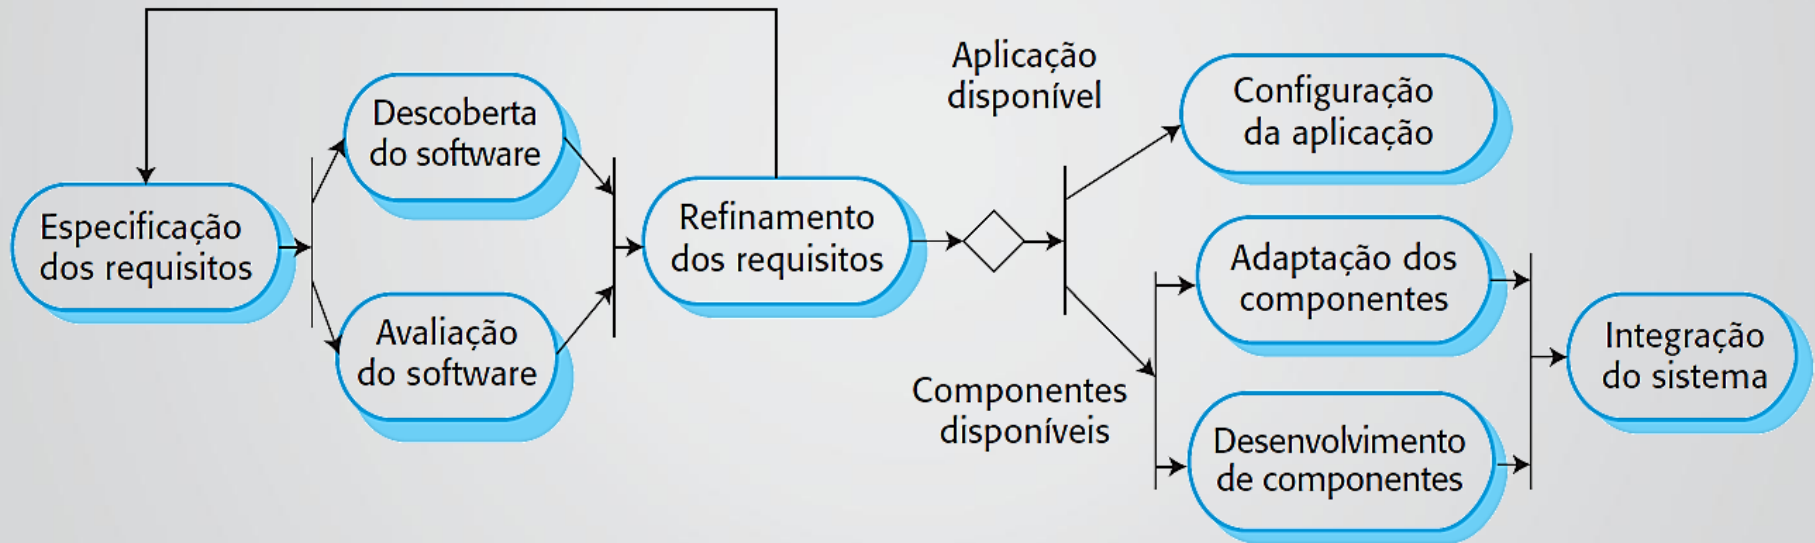 Especificação
dos requisitos
Descoberta
do software
Avaliação
do software
Refinamento
dos requisitos
Aplicação
disponível
Componentes
disponíveis
Configuração
da aplicação
Adaptação dos
componentes
Desenvolvimento
de componentes
Integração
do sistema